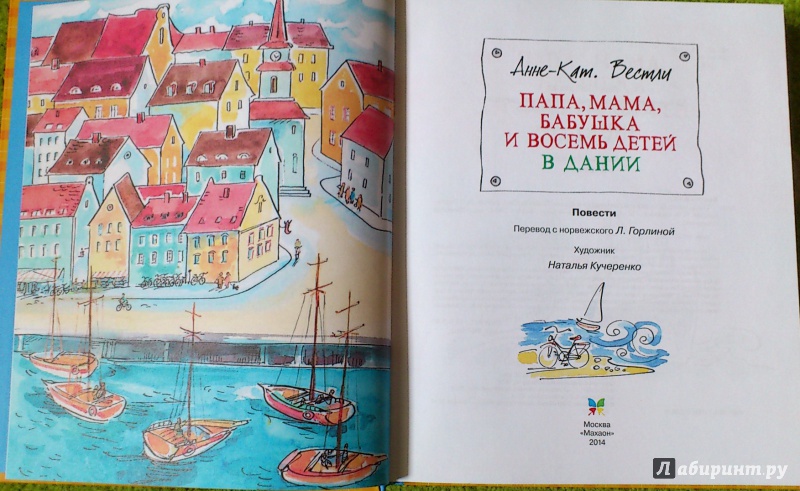 Анне-Кат. Вестли
ПАПА, МАМА,
БАБУШКА
И ВОСЕМЬ ДЕТЕЙ
В ДАНИИ
Повести
Перевод с норвежского Л. Горлиной
Художник
Наталья Кучеренко
Москва
«Махаон»
2014
Лабиринт.ру